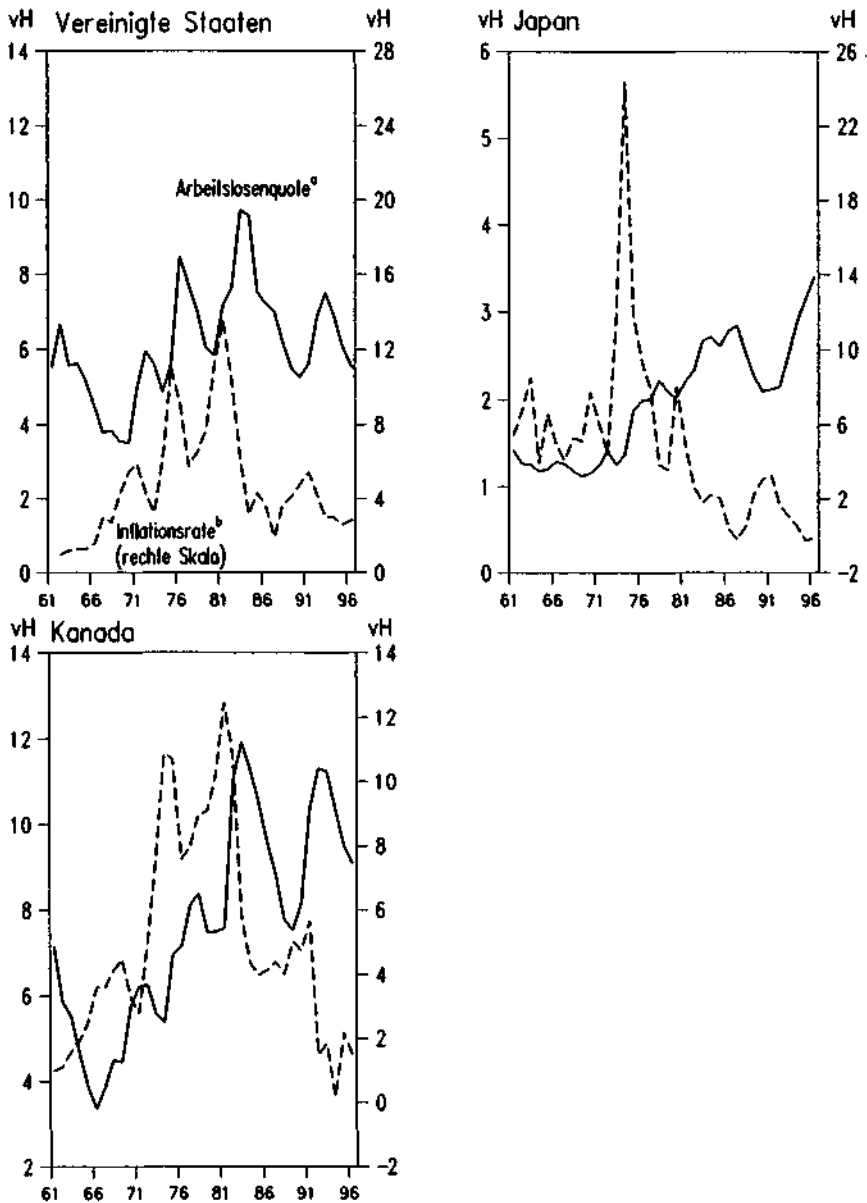 vH Vereinigte Staaten vH
14 28
12 24
10 20
8 16
6 12
4 8
2 4
0 0
61 66 71 76 81 86 91 96
Arbeitslosenquote a
Inflationsrate b
(rechte Skala)
vH Japan vH
6 26
5 22
4 18
3 14
2 10
1 6
0 2
-2
61 66 71 76 81 86 91 96
vH Kanada vH
14 14
12 12
10 10
8 8
6 6
4 4
2 2
0
-2
61 66 71 76 81 86 91 96